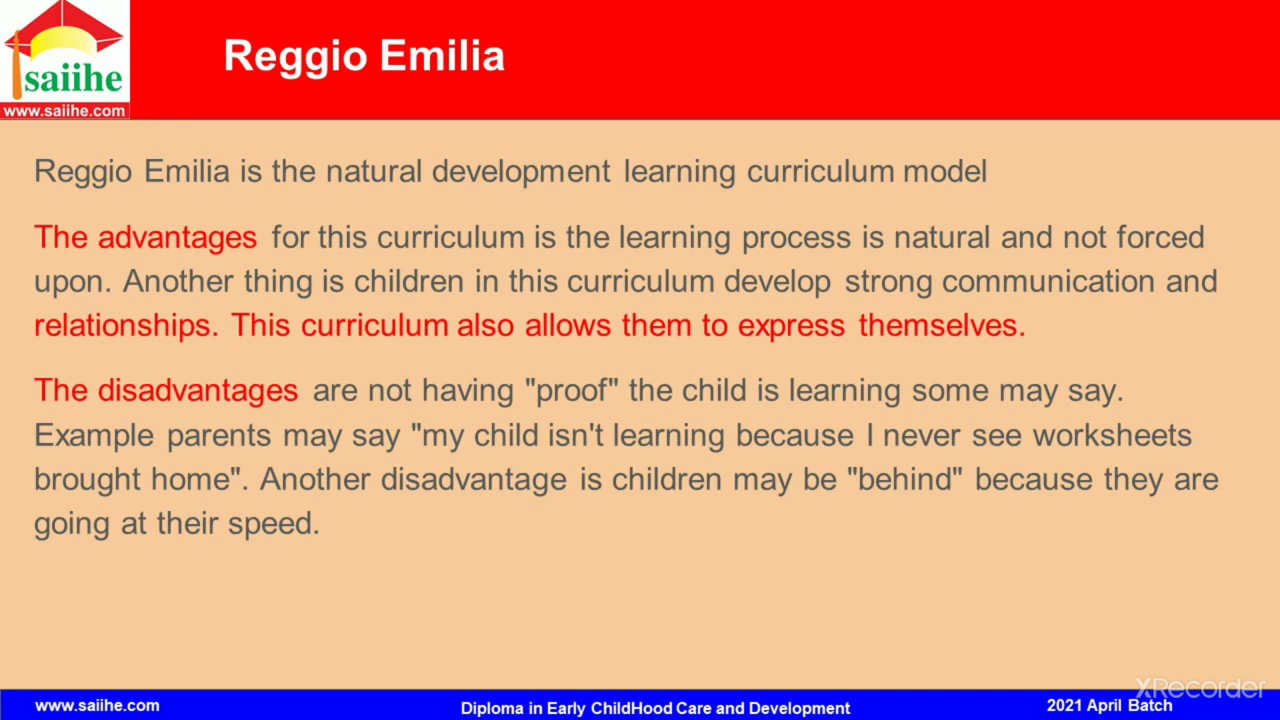 saiihe
www.saiihe.com
Reggio Emilia
Reggio Emilia is the natural development learning curriculum model
The advantages for this curriculum is the learning process is natural and not forced
upon. Another thing is children in this curriculum develop strong communication and
relationships. This curriculum also allows them to express themselves.
The disadvantages are not having "proof" the child is learning some may say.
Example parents may say "my child isn't learning because I never see worksheets
brought home". Another disadvantage is children may be "behind" because they are
going at their speed.
XRecorder
www.saiihe.com
Diploma in Early ChildHood Care and Development
2021 April Batch